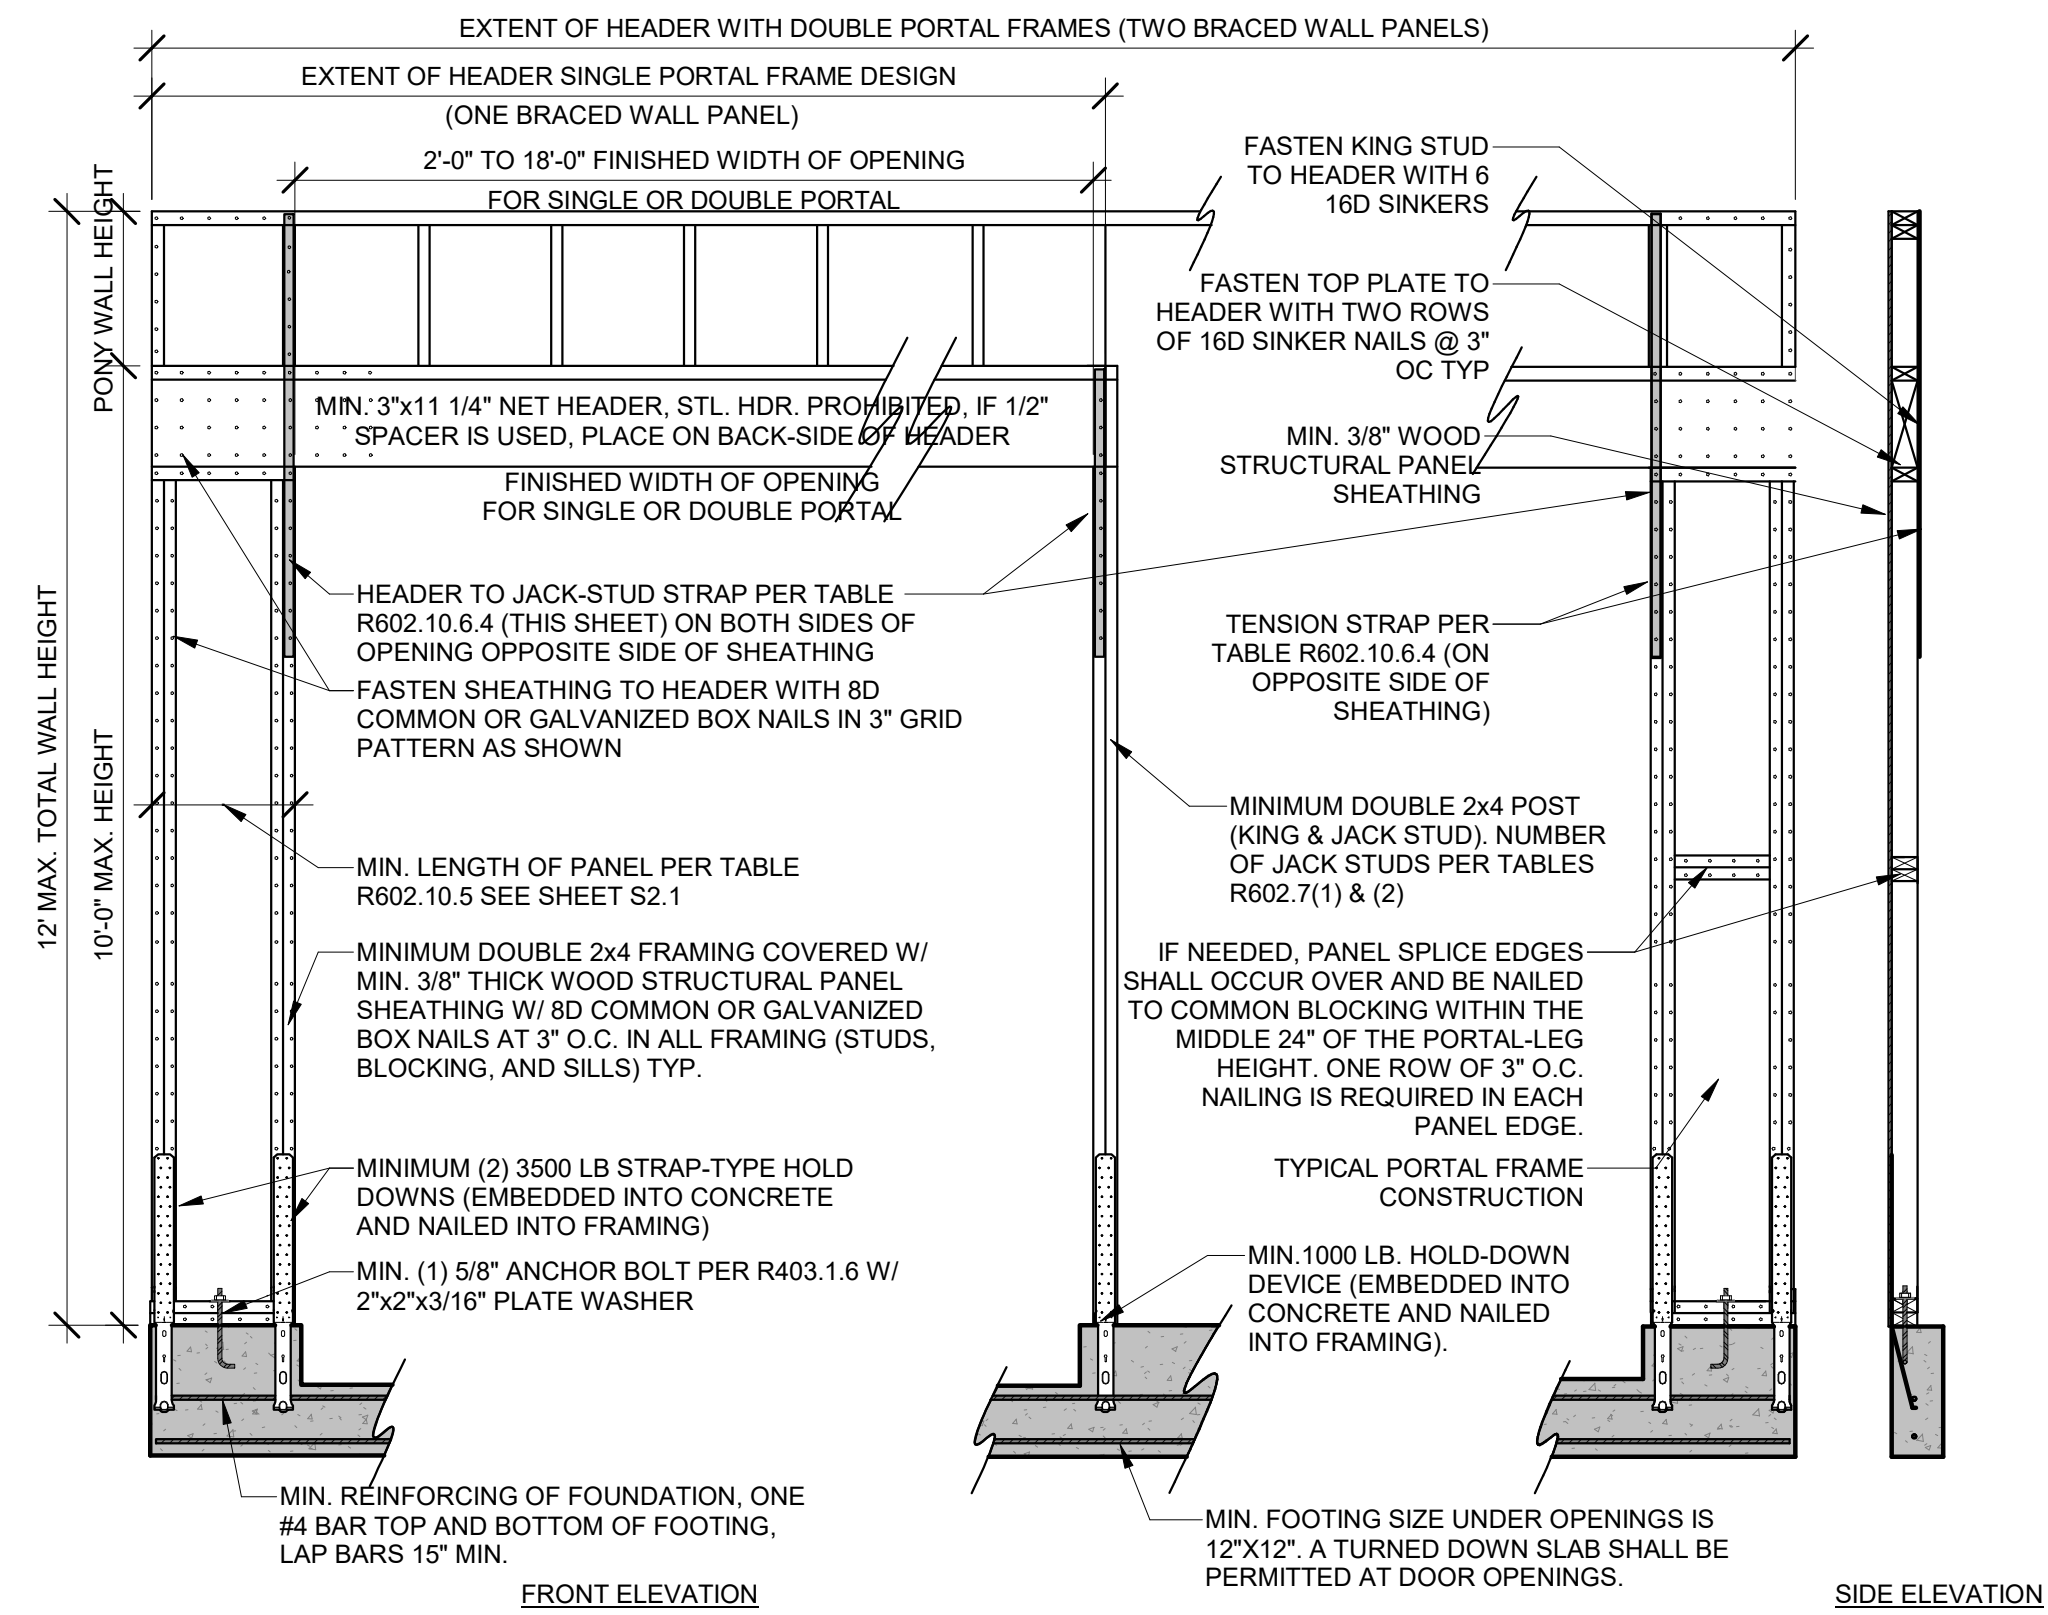 EXTENT OF HEADER WITH DOUBLE PORTAL FRAMES (TWO BRACED WALL PANELS)
EXTENT OF HEADER SINGLE PORTAL FRAME DESIGN
(ONE BRACED WALL PANEL)
2'-0" TO 18'-0" FINISHED WIDTH OF OPENING
FOR SINGLE OR DOUBLE PORTAL
PONY WALL HEIGHT
12' MAX. TOTAL WALL HEIGHT
10'-0" MAX. HEIGHT
FASTEN KING STUD
TO HEADER WITH 6
16D SINKERS
FASTEN TOP PLATE TO
HEADER WITH TWO ROWS
OF 16D SINKER NAILS @ 3"
OC TYP
MIN. 3"x11 1/4" NET HEADER, STL. HDR. PROHIBITED, IF 1/2"
SPACER IS USED, PLACE ON BACK-SIDE OF HEADER
MIN. 3/8" WOOD
STRUCTURAL PANEL
SHEATHING
FINISHED WIDTH OF OPENING
FOR SINGLE OR DOUBLE PORTAL
HEADER TO JACK-STUD STRAP PER TABLE
R602.10.6.4 (THIS SHEET) ON BOTH SIDES OF
OPENING OPPOSITE SIDE OF SHEATHING
TENSION STRAP PER
TABLE R602.10.6.4 (ON
OPPOSITE SIDE OF
SHEATHING)
FASTEN SHEATHING TO HEADER WITH 8D
COMMON OR GALVANIZED BOX NAILS IN 3" GRID
PATTERN AS SHOWN
MINIMUM DOUBLE 2x4 POST
(KING & JACK STUD). NUMBER
OF JACK STUDS PER TABLES
R602.7(1) & (2)
MIN. LENGTH OF PANEL PER TABLE
R602.10.5 SEE SHEET S2.1
MINIMUM DOUBLE 2x4 FRAMING COVERED W/
MIN. 3/8" THICK WOOD STRUCTURAL PANEL
SHEATHING W/ 8D COMMON OR GALVANIZED
BOX NAILS AT 3" O.C. IN ALL FRAMING (STUDS,
BLOCKING, AND SILLS) TYP.
IF NEEDED, PANEL SPLICE EDGES
SHALL OCCUR OVER AND BE NAILED
TO COMMON BLOCKING WITHIN THE
MIDDLE 24" OF THE PORTAL-LEG
HEIGHT. ONE ROW OF 3" O.C.
NAILING IS REQUIRED IN EACH
PANEL EDGE.
MINIMUM (2) 3500 LB STRAP-TYPE HOLD
DOWNS (EMBEDDED INTO CONCRETE
AND NAILED INTO FRAMING)
TYPICAL PORTAL FRAME
CONSTRUCTION
MIN. (1) 5/8" ANCHOR BOLT PER R403.1.6 W/
2"x2"x3/16" PLATE WASHER
MIN.1000 LB. HOLD-DOWN
DEVICE (EMBEDDED INTO
CONCRETE AND NAILED
INTO FRAMING).
MIN. REINFORCING OF FOUNDATION, ONE
#4 BAR TOP AND BOTTOM OF FOOTING,
LAP BARS 15" MIN.
MIN. FOOTING SIZE UNDER OPENINGS IS
12"X12". A TURNED DOWN SLAB SHALL BE
PERMITTED AT DOOR OPENINGS.
FRONT ELEVATION
SIDE ELEVATION